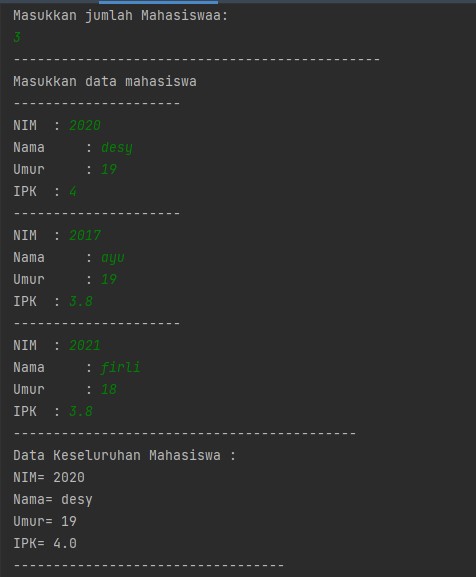 Masukkan jumlah Mahasiswaa:
3
----------------------------------------------
Masukkan data mahasiswa
---------------------
NIM  : 2020
Nama     : desy
Umur     : 19
IPK  : 4
---------------------
NIM  : 2017
Nama     : ayu
Umur     : 19
IPK  : 3.8
---------------------
NIM  : 2021
Nama     : firli
Umur     : 18
IPK  : 3.8
-------------------------------------------
Data Keseluruhan Mahasiswa :
NIM= 2020
Nama= desy
Umur= 19
IPK= 4.0
----------------------------------